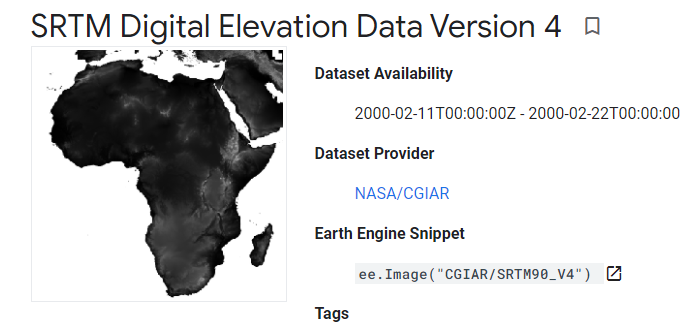 SRTM Digital Elevation Data Version 4
Dataset Availability
2000-02-11T00:00:00Z - 2000-02-22T00:00:00
Dataset Provider
NASA/CGIAR
Earth Engine Snippet
ee.Image("CGIAR/SRTM90_V4")
Tags